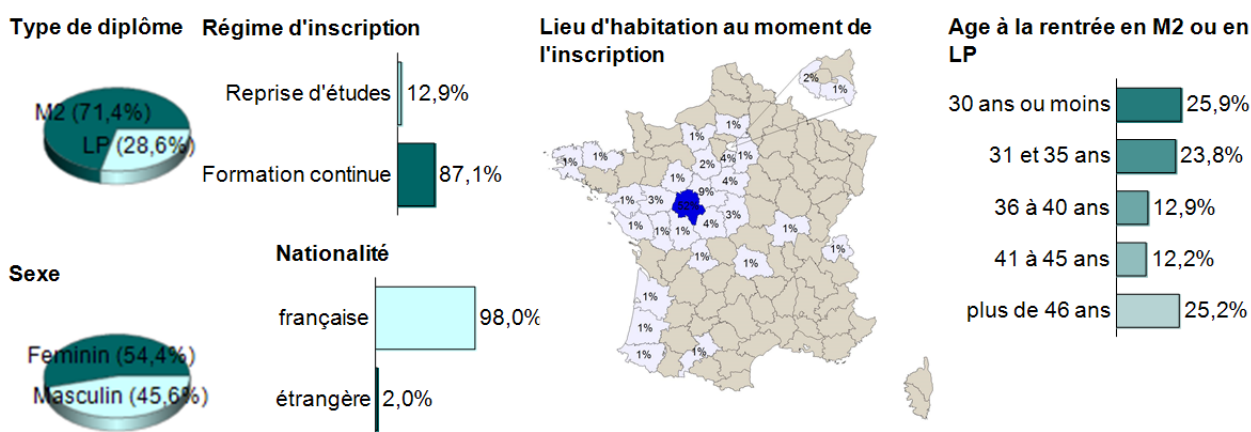 Type de diplôme
M2 (71,4%)
LP (28,6%)
Régime d'inscription
Reprise d'études
12,9%
Formation continue
87,1%
Sexe
Feminin (54,4%)
Masculin (45,6%)
Nationalité
française
98,0%
étrangère
2,0%
Lieu d'habitation au moment de
l'inscription
2%
1%
1%
1%
1%
1%
2%
4%
1%
1%
4%
9%
1%
3%
52%
3%
1%
1%
1%
4%
1%
1%
1%
1%
1%
1%
1%
1%
Age à la rentrée en M2 ou en
LP
30 ans ou moins
25,9%
31 et 35 ans
23,8%
36 à 40 ans
12,9%
41 à 45 ans
12,2%
plus de 46 ans
25,2%